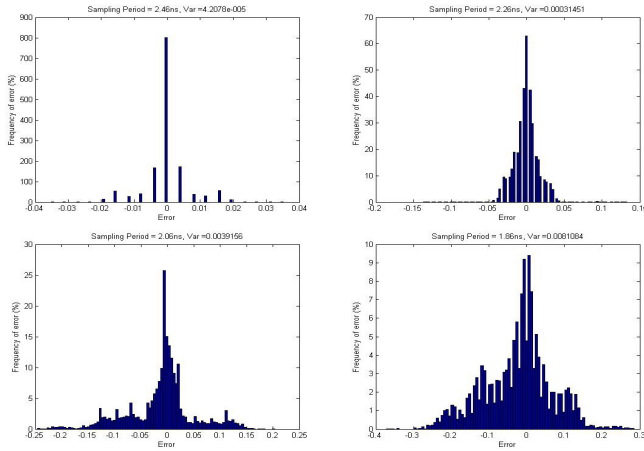 Sampling Period = 2.46ns, Var =4.2078e-005
900
800
700
600
500
400
300
200
100
0
Frequency of error (%)
-0.04 -0.03 -0.02 -0.01 0 0.01 0.02 0.03 0.04
Error
Sampling Period = 2.26ns, Var =0.00031451
70
60
50
40
30
20
10
0
Frequency of error (%)
-0.2 -0.15 -0.1 -0.05 0 0.05 0.1 0.15
Error
Sampling Period = 2.06ns, Var =0.0039156
30
25
20
15
10
5
0
Frequency of error (%)
-0.25 -0.2 -0.15 -0.1 -0.05 0 0.05 0.1 0.15 0.2 0.25
Error
Sampling Period = 1.86ns, Var =0.0081084
10
9
8
7
6
5
4
3
2
1
0
Frequency of error (%)
-0.4 -0.3 -0.2 -0.1 0 0.1 0.2 0.3
Error